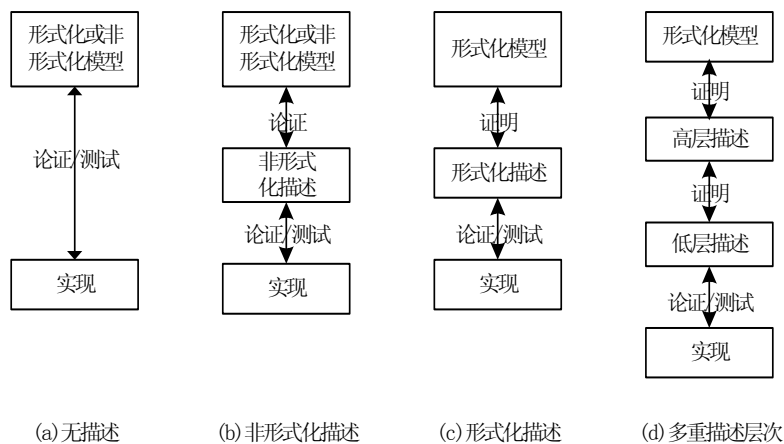 形式化或非
形式化模型
论证/测试
实现
(a)无描述
形式化或非
形式化模型
论证
非形式
化描述
论证/测试
实现
(b)非形式化描述
形式化模型
证明
形式化描述
论证/测试
实现
(c)形式化描述
形式化模型
证明
高层描述
证明
低层描述
论证/测试
实现
(d)多重描述层次